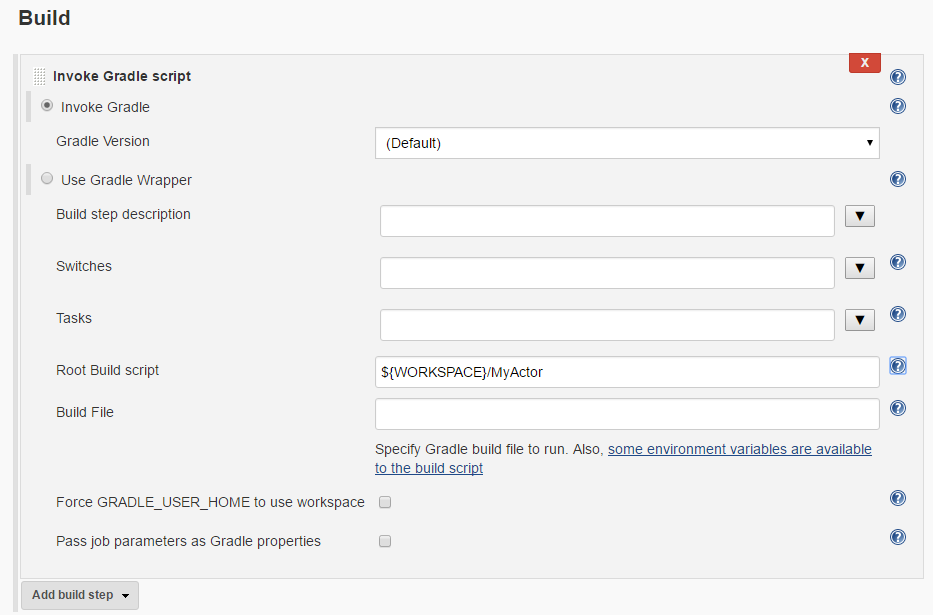 Build
Invoke Gradle script
X
Invoke Gradle
Gradle Version
(Default)
Use Gradle Wrapper
Build step description
Switches
Tasks
Root Build script
${WORKSPACE}/MyActor
Build File
Specify Gradle build file to run. Also, some environment variables are available
to the build script
Force GRADLE_USER_HOME to use workspace
Pass job parameters as Gradle properties
Add build step